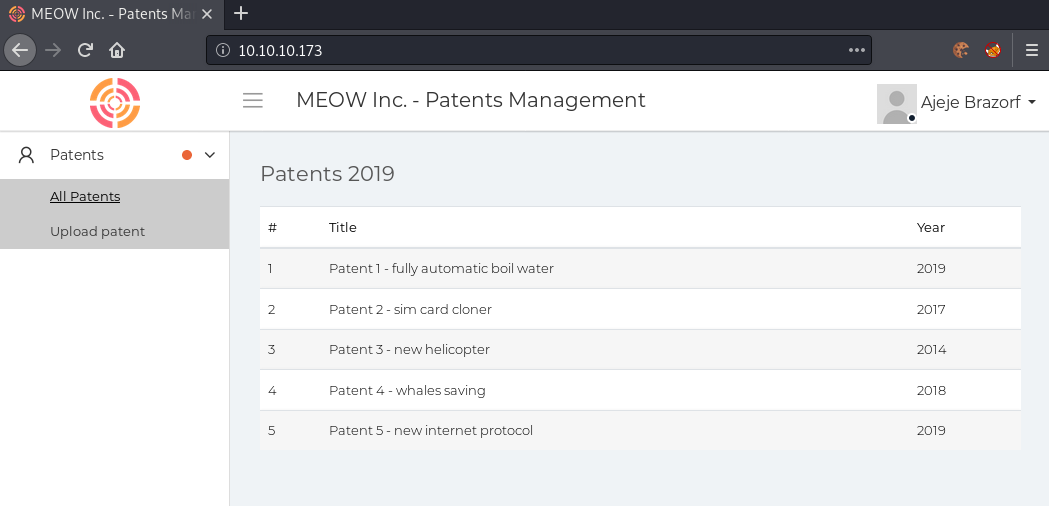 MEOW Inc. - Patents Ma
10.10.10.173
MEOW Inc. - Patents Management
Ajeje Brazorf
Patents
All Patents
Upload patent
Patents 2019
# Title Year
1 Patent 1 - fully automatic boil water 2019
2 Patent 2 - sim card cloner 2017
3 Patent 3 - new helicopter 2014
4 Patent 4 - whales saving 2018
5 Patent 5 - new internet protocol 2019